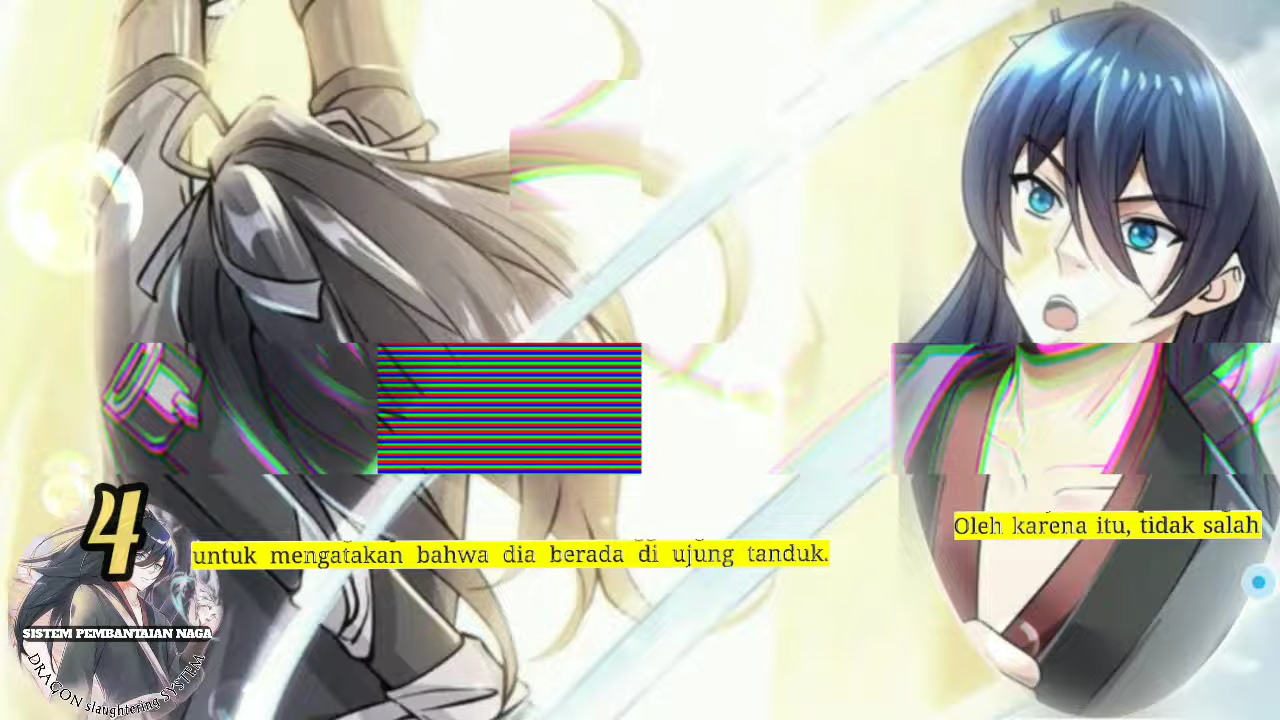 Oleh karena itu, tidak salah
untuk mengatakan bahwa dia berada di ujung tanduk.
4
SISTEM PEMBANTAIAN NAGA
DRAGON slaughtering SYSTEM